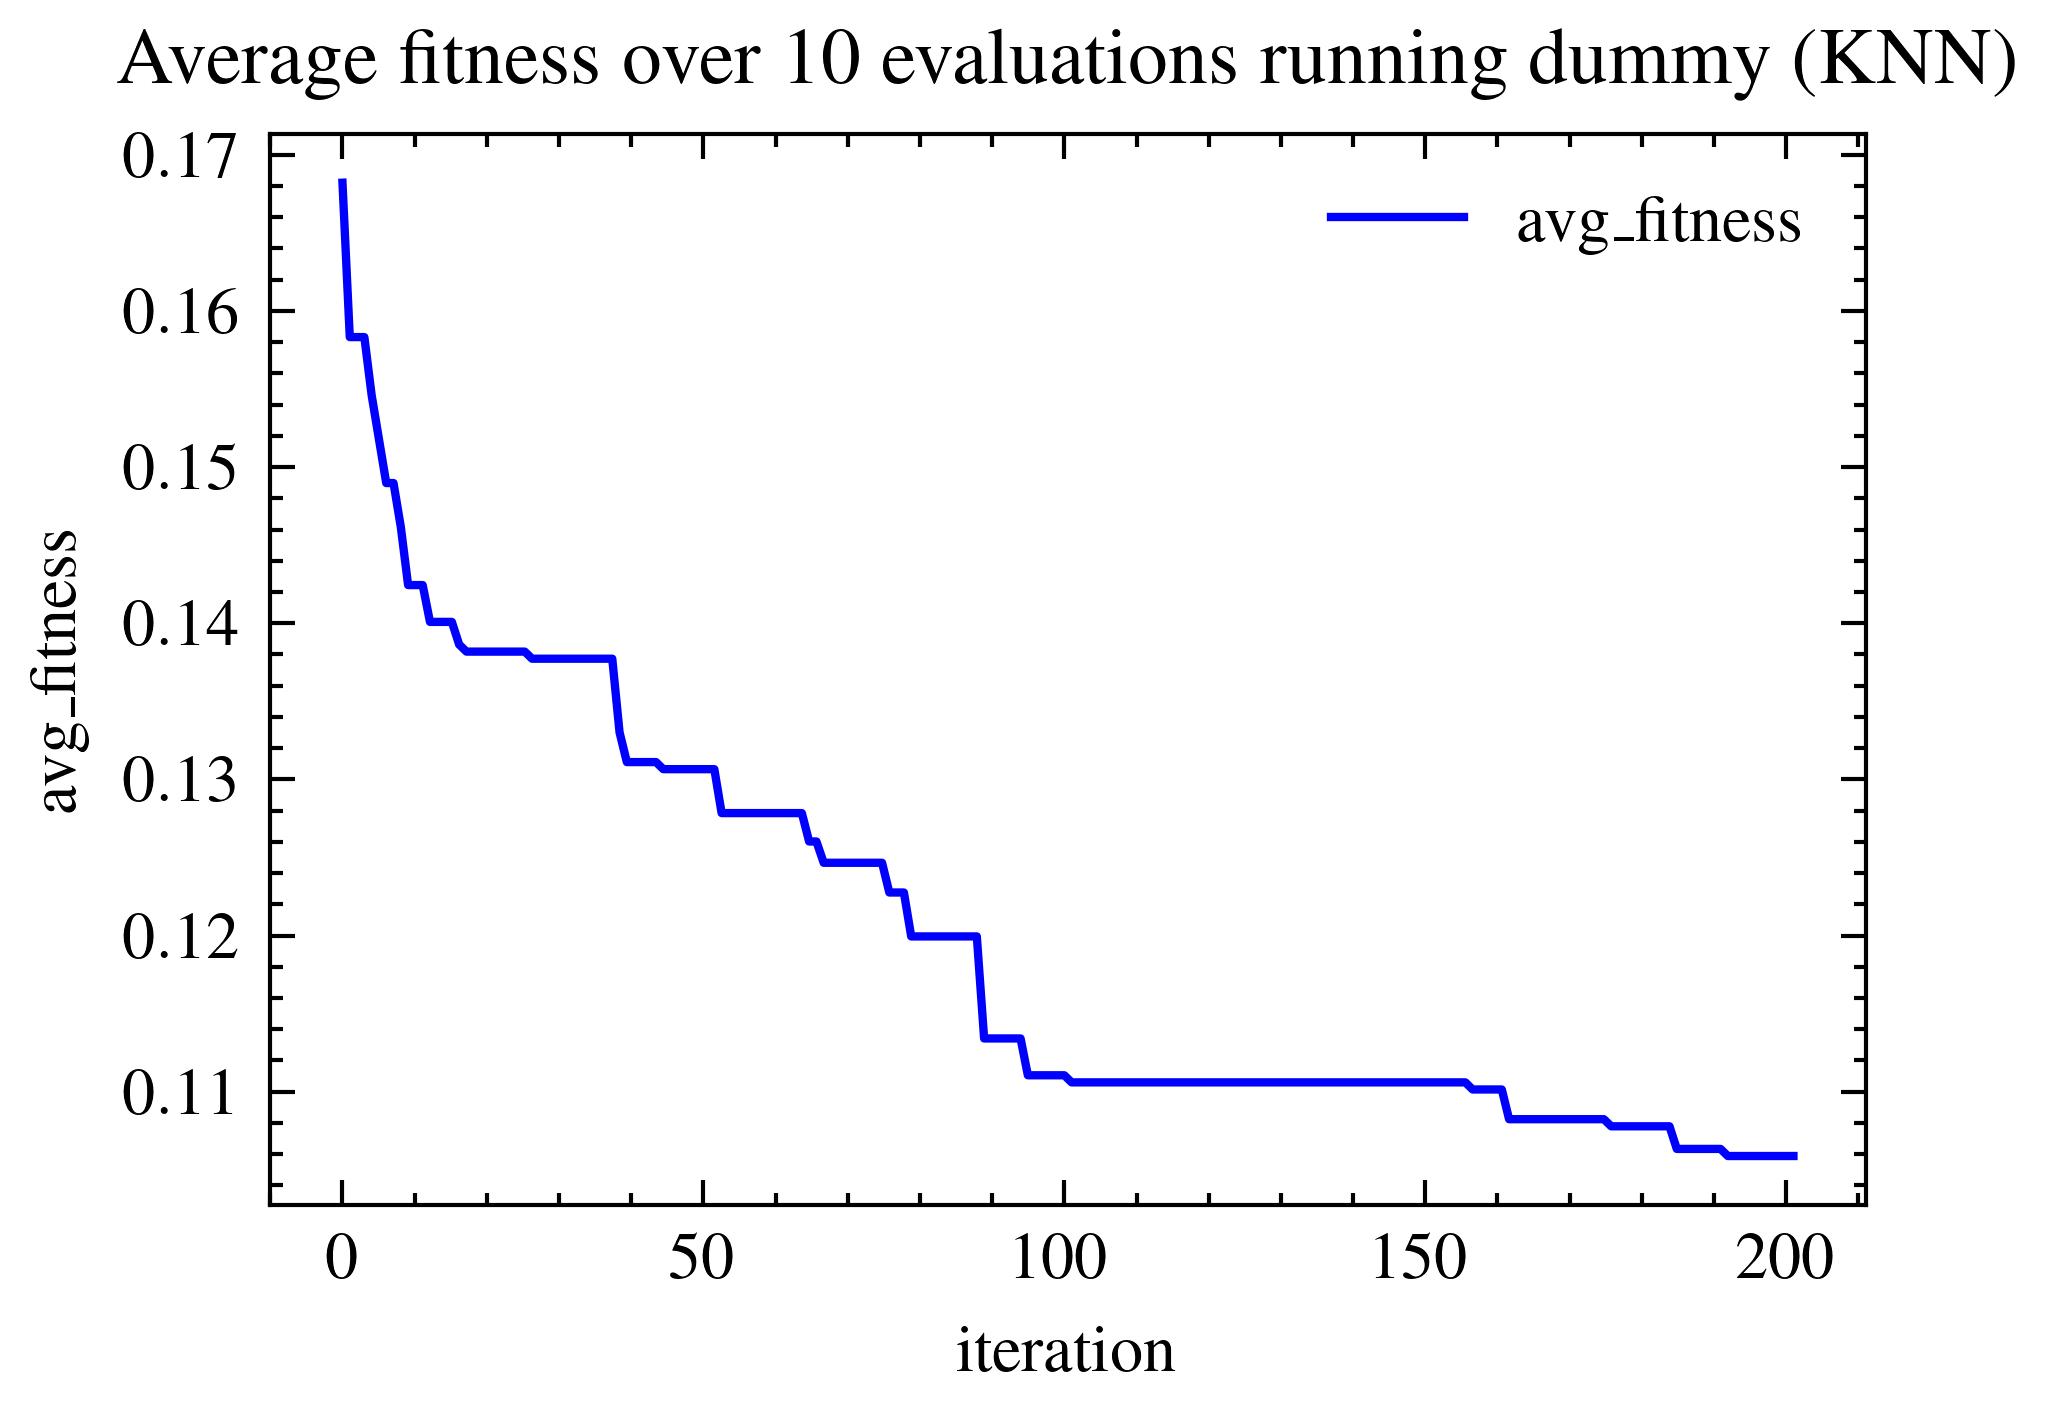 Average fitness over 10 evaluations running dummy (KNN)
0.17
0.16
0.15
0.14
0.13
0.12
0.11
avg_fitness
avg_fitness
0 50 100 150 200
iteration